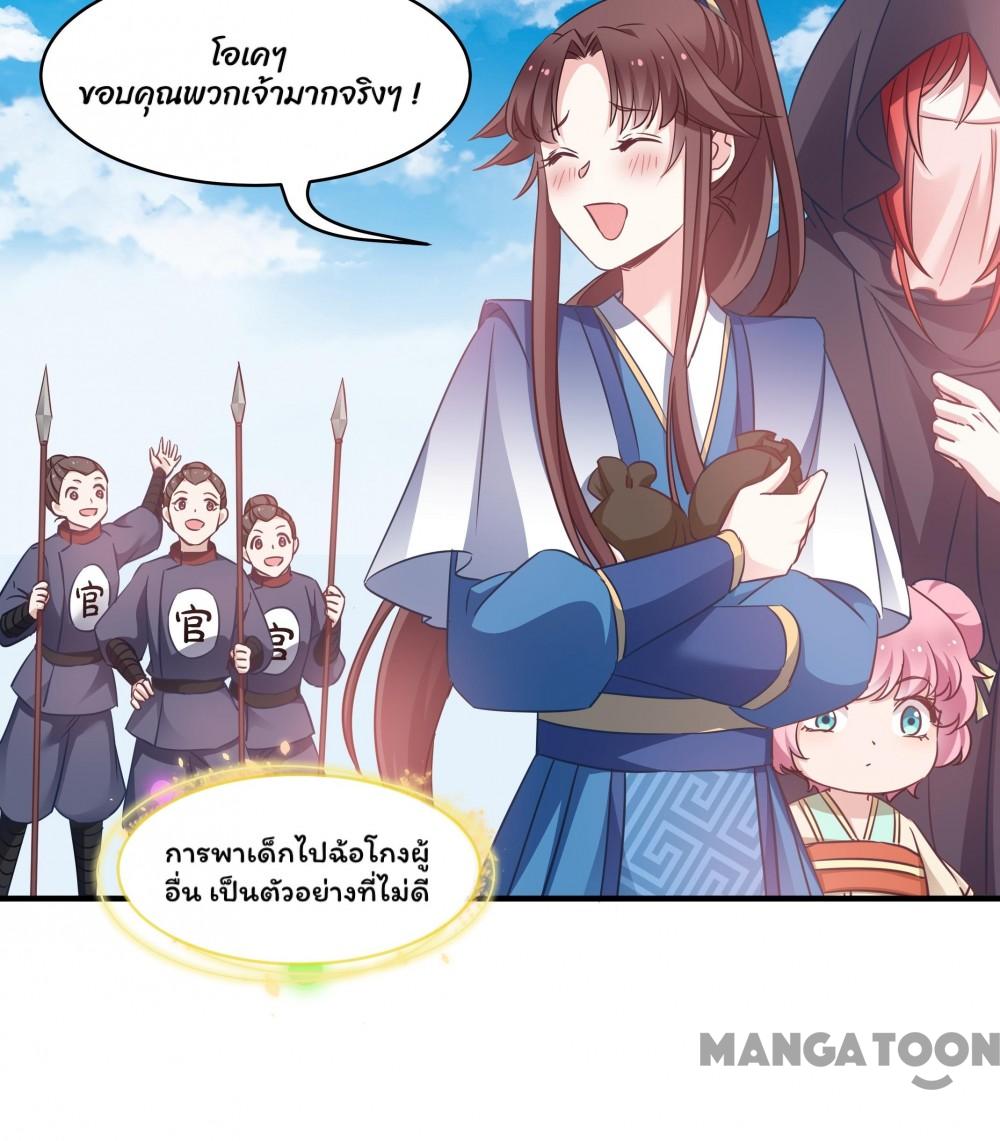 โอเคๆ
ขอบคุณพวกเจ้ามากจริงๆ !
官
官
官
การพาเด็กไปฉ้อโกงผู้
อื่น เป็นตัวอย่างที่ไม่ดี
MANGATOON